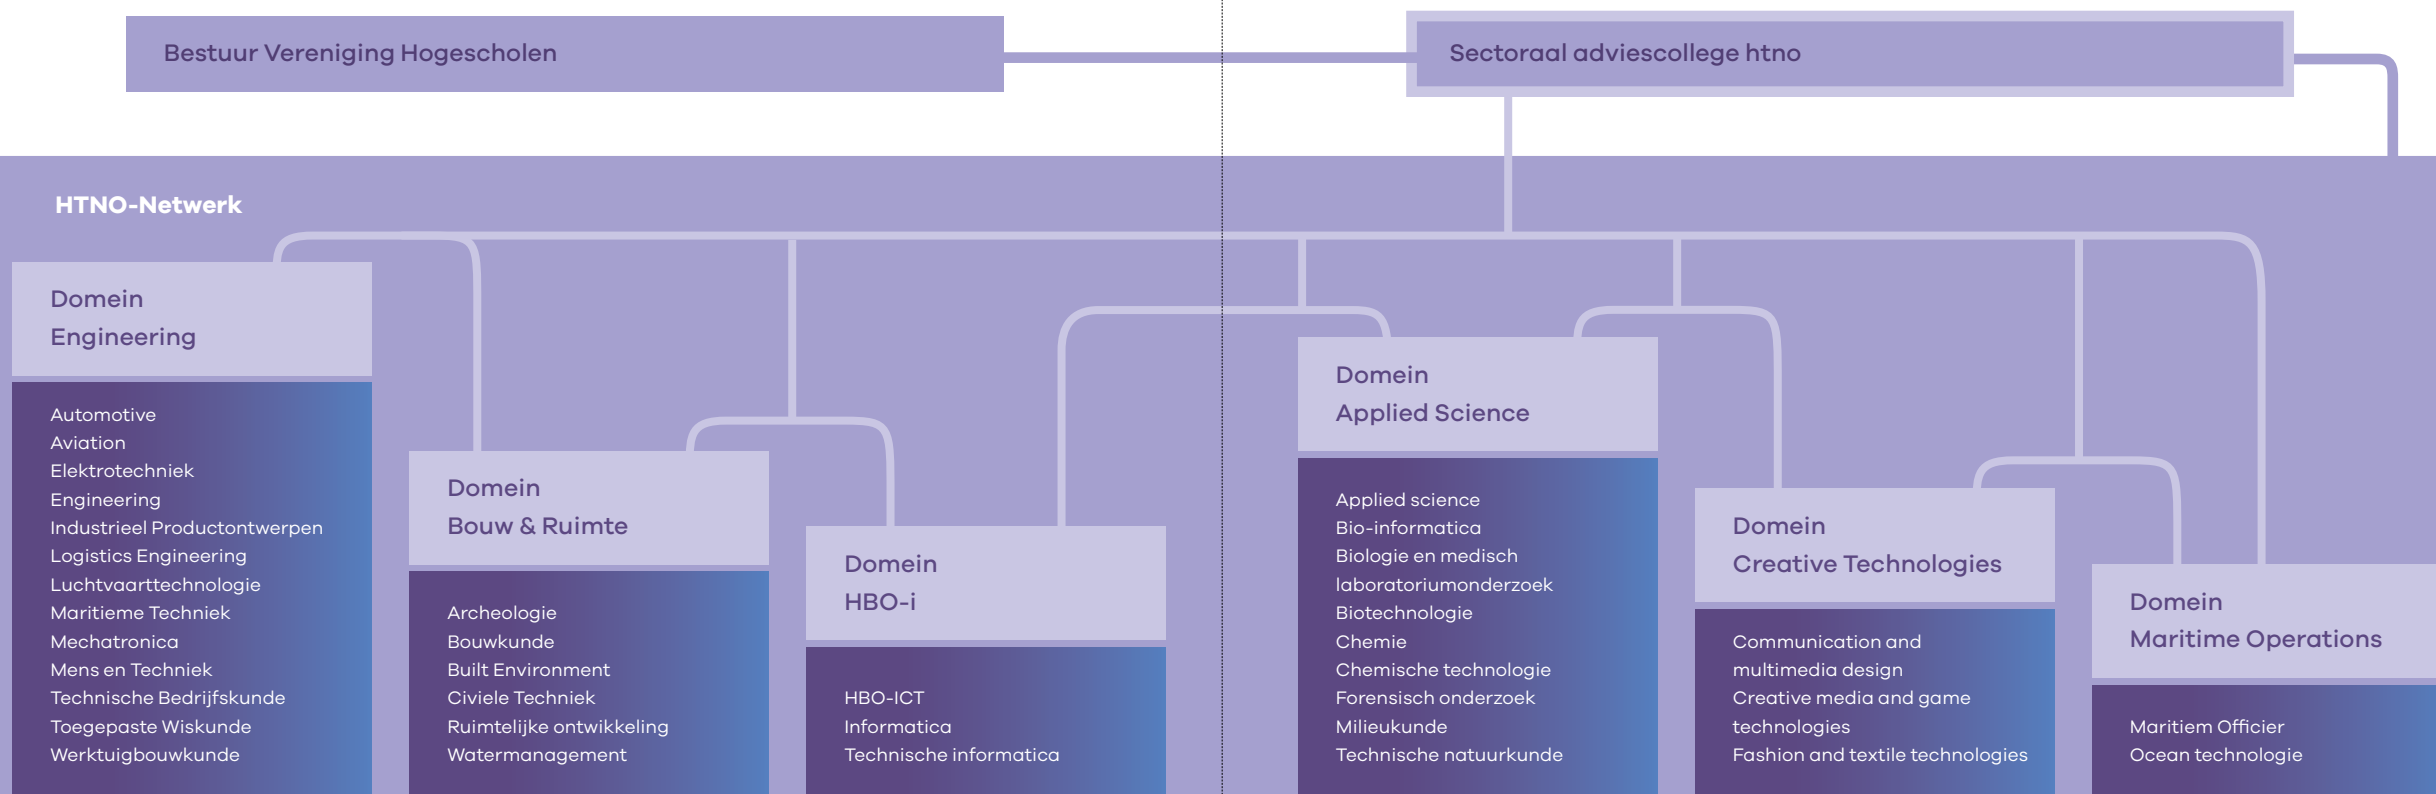 Bestuur Vereniging Hogescholen
Sectoraal adviescollege htno
HTNO-Netwerk
Domein
Engineering
Automotive
Aviation
Elektrotechniek
Engineering
Industrieel Productontwerpen
Logistics Engineering
Luchtvaarttechnologie
Maritieme Techniek
Mechatronica
Mens en Techniek
Technische Bedrijfskunde
Toegepaste Wiskunde
Werktuigbouwkunde
Domein
Bouw & Ruimte
Archeologie
Bouwkunde
Built Environment
Civiele Techniek
Ruimtelijke ontwikkeling
Watermanagement
Domein
HBO-i
HBO-ICT
Informatica
Technische informatica
Domein
Applied Science
Applied science
Bio-informatica
Biologie en medisch
laboratoriumonderzoek
Biotechnologie
Chemie
Chemische technologie
Forensisch onderzoek
Milieukunde
Technische natuurkunde
Domein
Creative Technologies
Communication and
multimedia design
Creative media and game
technologies
Fashion and textile technologies
Domein
Maritime Operations
Maritiem Officier
Ocean technologie